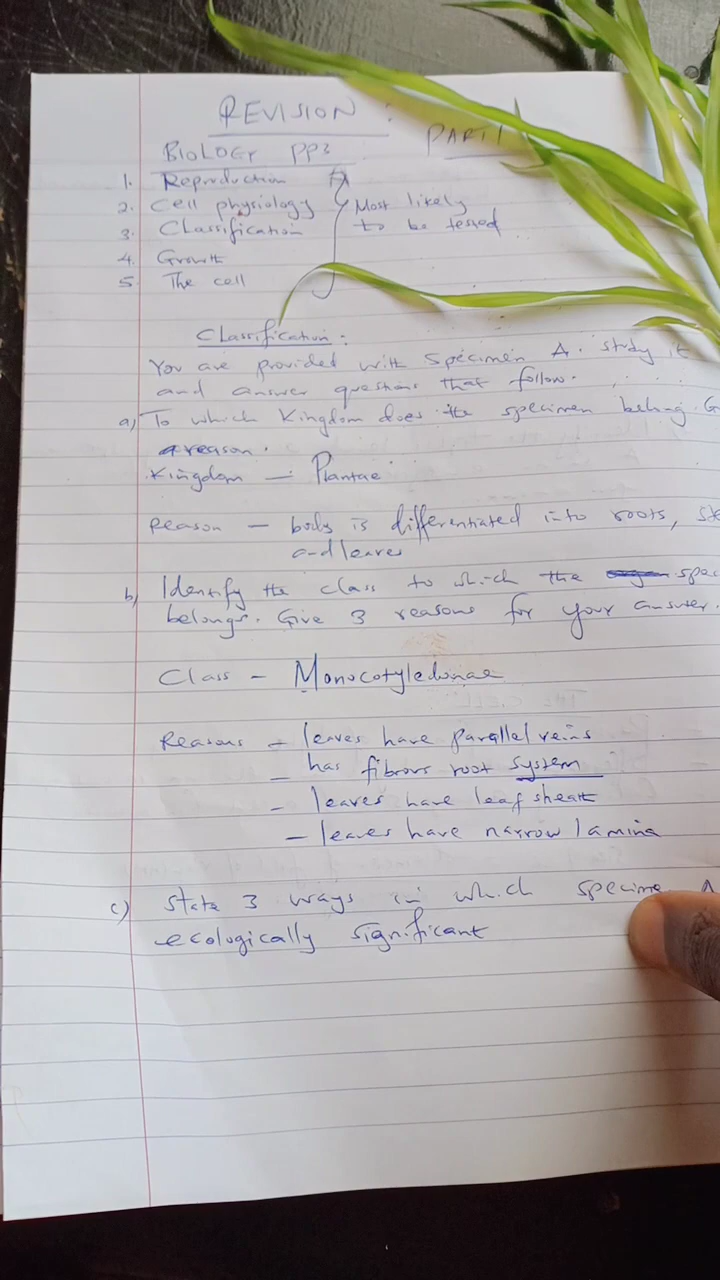 REVISION :
BIOLOGY PP3 PART 1
1. Reproduction
2. Cell physiology
3. Classification
Most likely
to be tested
4. Growth
5. The cell
Classification :
You are provided with specimen A. study it
and answer questions that follow.
a) To which Kingdom does the specimen belong G
a reason.
Kingdom — Plantae
Reason — body is differentiated into roots, ste
and leaves
b) Identify the class to which the spec
belongs. Give 3 reasons for your answer.
Class — Monocotyledonae
Reasons — leaves have parallel veins
— has fibrous root system
— leaves have leaf sheath
— leaves have narrow lamina
c) State 3 ways in which specimen A
ecologically significant